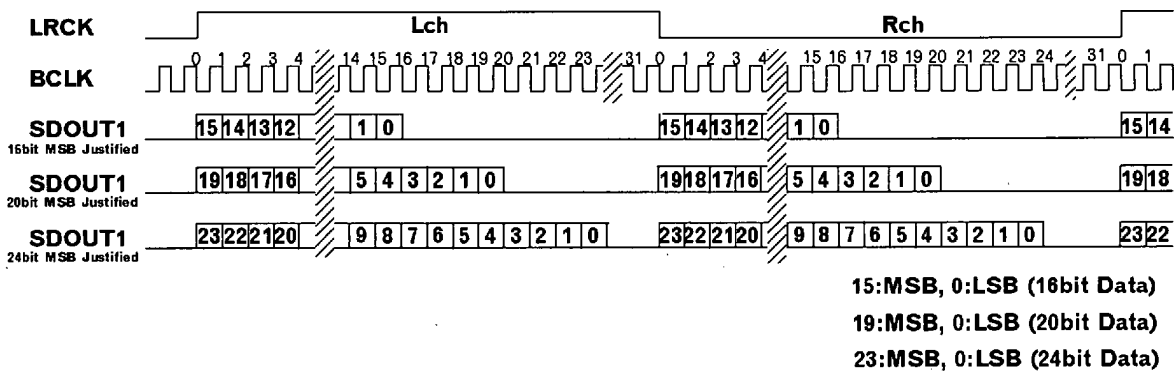 LRCK Lch Rch
0 1 2 3 4 14 15 16 17 18 19 20 21 22 23 31 0 1 2 3 4 15 16 17 18 19 20 21 22 23 24 31 0 1
BCLK
SDOUT1 15 14 13 12 1 0 15 14 13 12 1 0 15 14
16bit MSB Justified
SDOUT1 19 18 17 16 5 4 3 2 1 0 19 18 17 16 5 4 3 2 1 0 19 18
20bit MSB Justified
SDOUT1 23 22 21 20 9 8 7 6 5 4 3 2 1 0 23 22 21 20 9 8 7 6 5 4 3 2 1 0 23 22
24bit MSB Justified
15:MSB, 0:LSB (16bit Data)
19:MSB, 0:LSB (20bit Data)
23:MSB, 0:LSB (24bit Data)